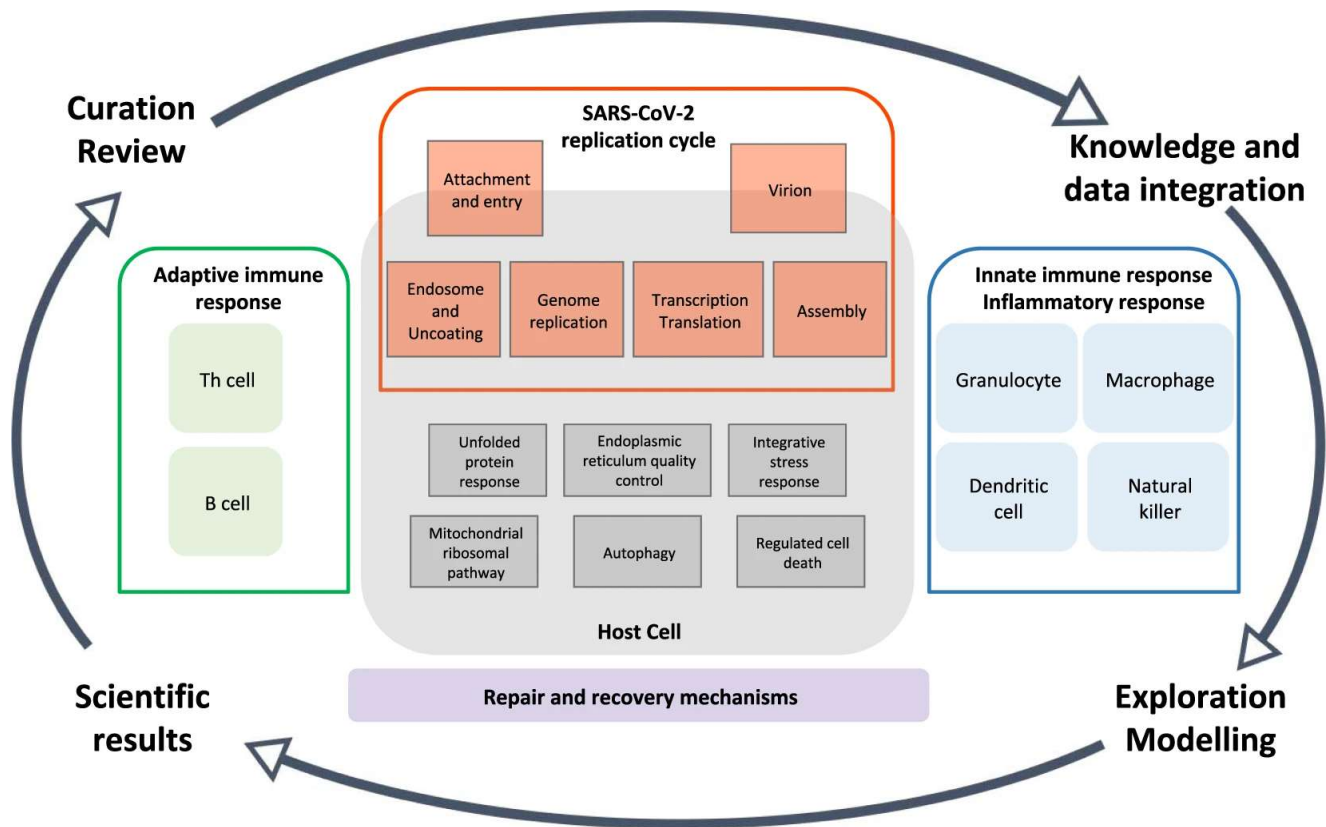 Curation
Review
SARS-CoV-2
replication cycle
Knowledge and
data integration
Attachment
and entry
Virion
Adaptive immune
response
Endosome
and
Uncoating
Genome
replication
Transcription
Translation
Assembly
Innate immune response
Inflammatory response
Th cell
B cell
Granulocyte
Macrophage
Dendritic
cell
Natural
killer
Unfolded
protein
response
Endoplasmic
reticulum quality
control
Integrative
stress
response
Mitochondrial
ribosomal
pathway
Autophagy
Regulated cell
death
Host Cell
Repair and recovery mechanisms
Scientific
results
Exploration
Modelling